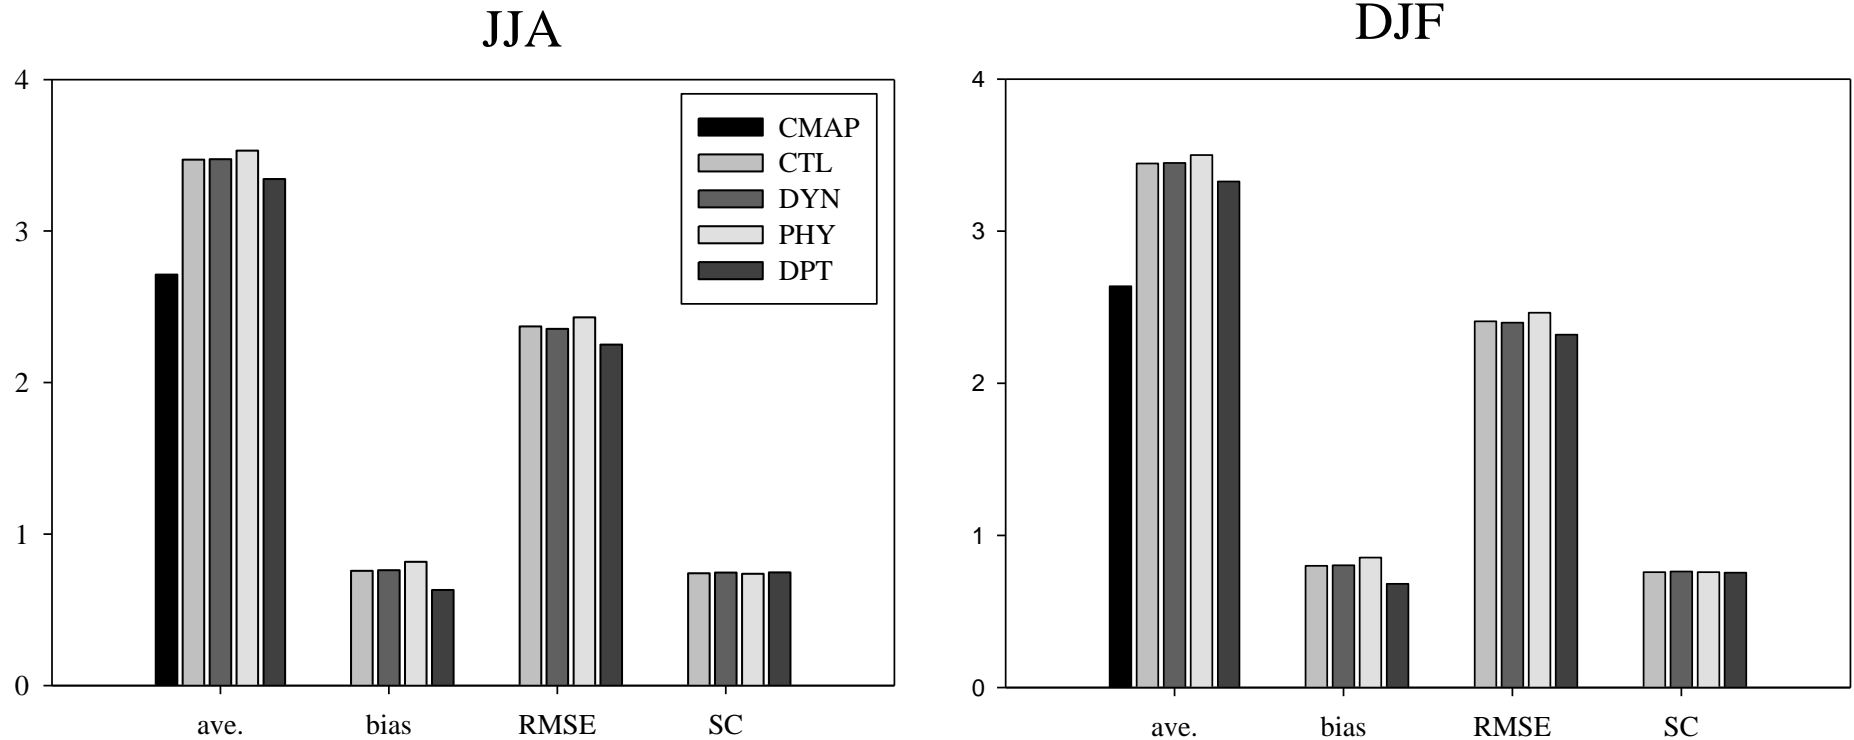 JJA
4
3
2
1
0
CMAP
CTL
DYN
PHY
DPT
ave. bias RMSE SC
DJF
4
3
2
1
0
ave. bias RMSE SC